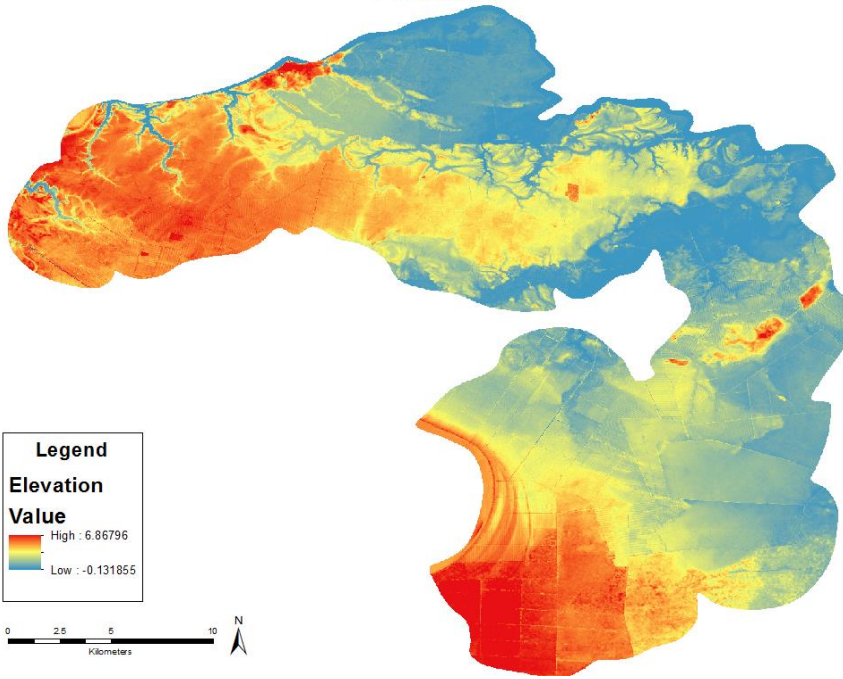 Legend
Elevation
Value
High : 6.86796
Low : -0.131855
0 2.5 5 10
Kilometers
N